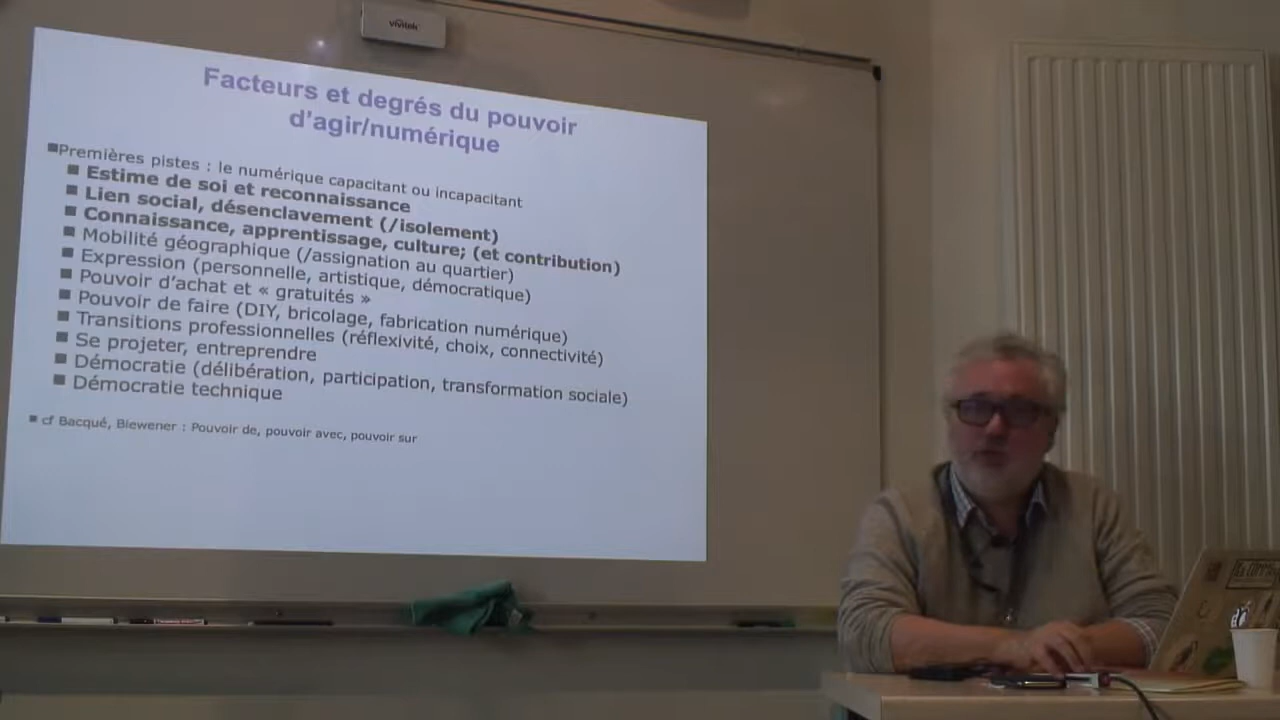 vivitek
Facteurs et degrés du pouvoir
d'agir/numérique
Premières pistes : le numérique capacitant ou incapacitant
Estime de soi et reconnaissance
Lien social, désenclavement (/isolement)
Connaissance, apprentissage, culture; (et contribution)
Mobilité géographique (/assignation au quartier)
Expression (personnelle, artistique, démocratique)
Pouvoir d'achat et « gratuités »
Pouvoir de faire (DIY, bricolage, fabrication numérique)
Transitions professionnelles (réflexivité, choix, connectivité)
Se projeter, entreprendre
Démocratie (délibération, participation, transformation sociale)
Démocratie technique
cf Bacqué, Biewener : Pouvoir de, pouvoir avec, pouvoir sur